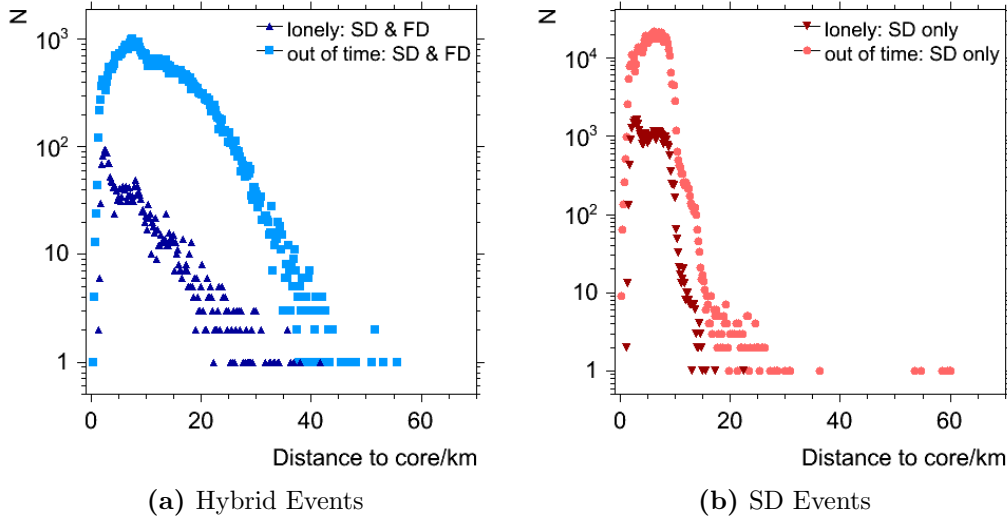 N
10³
10²
10
1
lonely: SD & FD
out of time: SD & FD
0 20 40 60
Distance to core/km
(a) Hybrid Events
N
10⁴
10³
10²
10
1
lonely: SD only
out of time: SD only
0 20 40 60
Distance to core/km
(b) SD Events